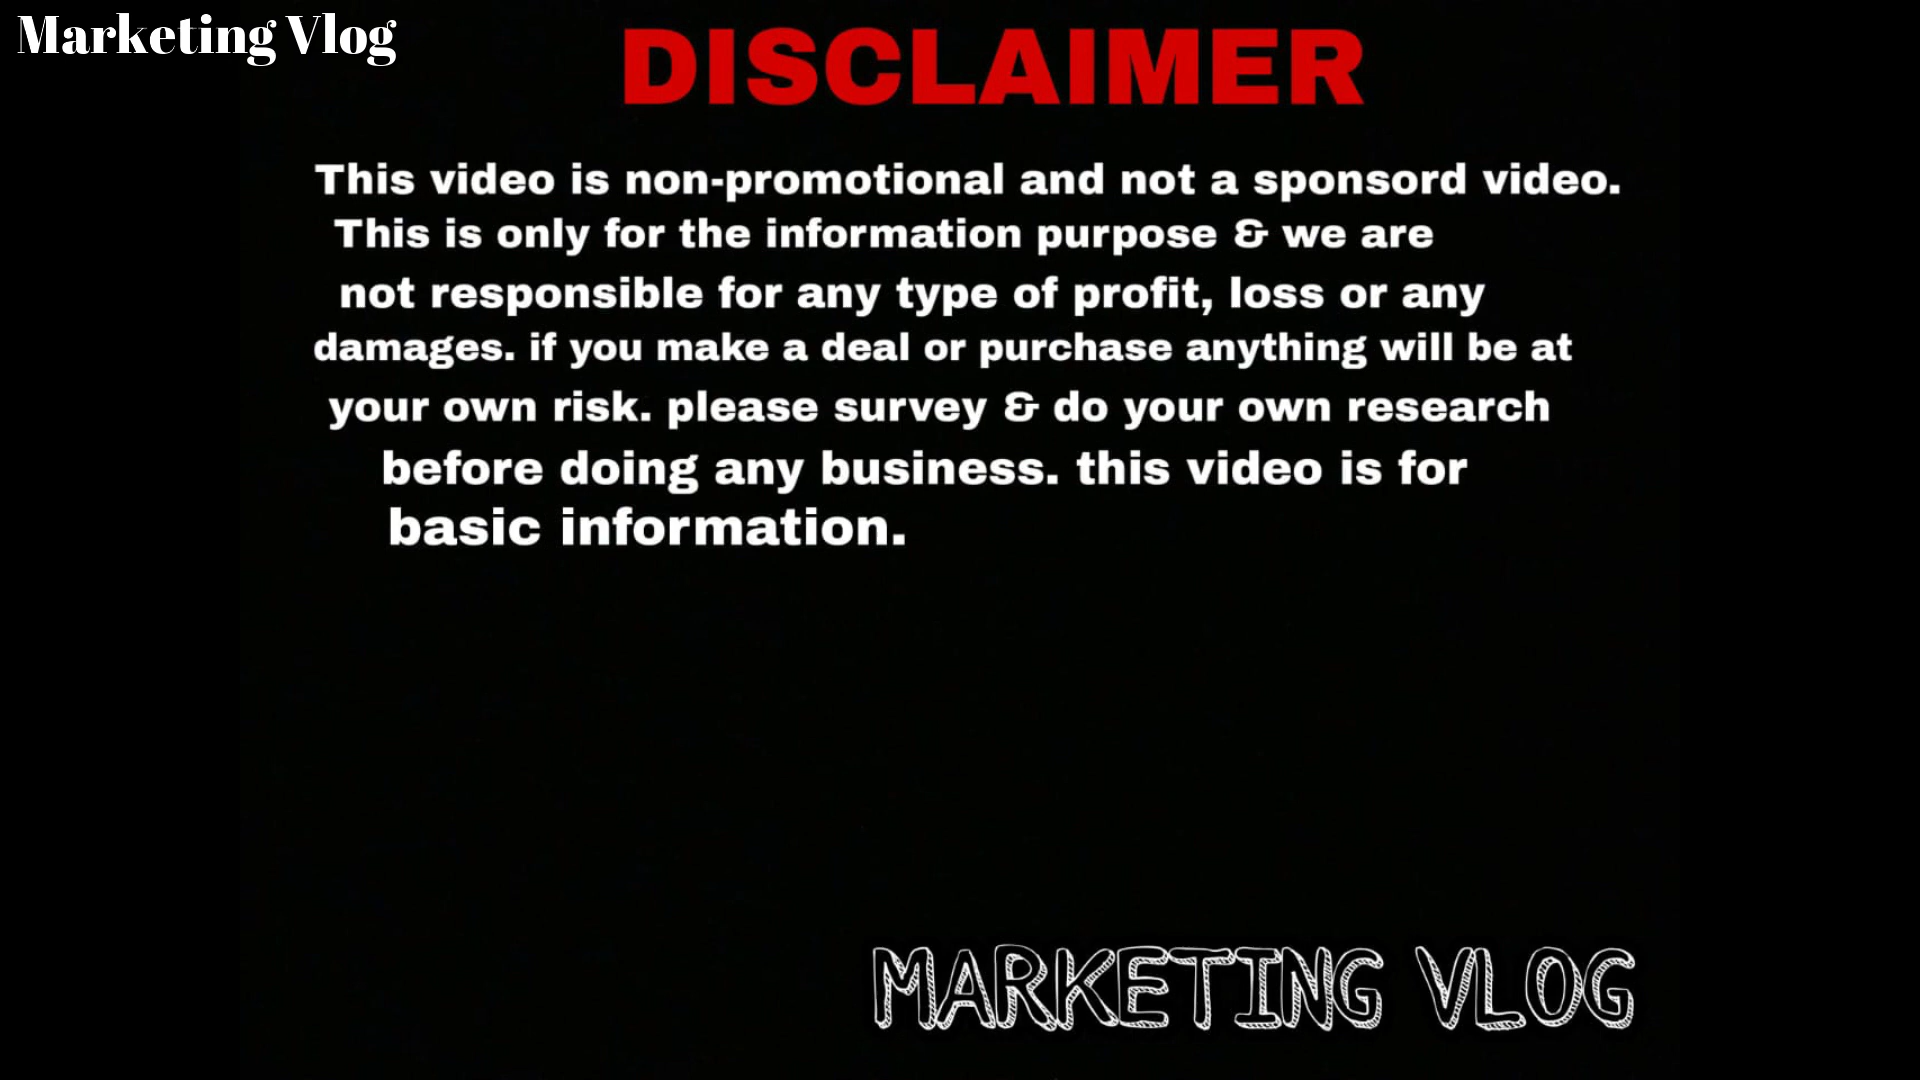 Marketing Vlog
DISCLAIMER
This video is non-promotional and not a sponsord video.
This is only for the information purpose & we are
not responsible for any type of profit, loss or any
damages. if you make a deal or purchase anything will be at
your own risk. please survey & do your own research
before doing any business. this video is for
basic information.
MARKETING VLOG